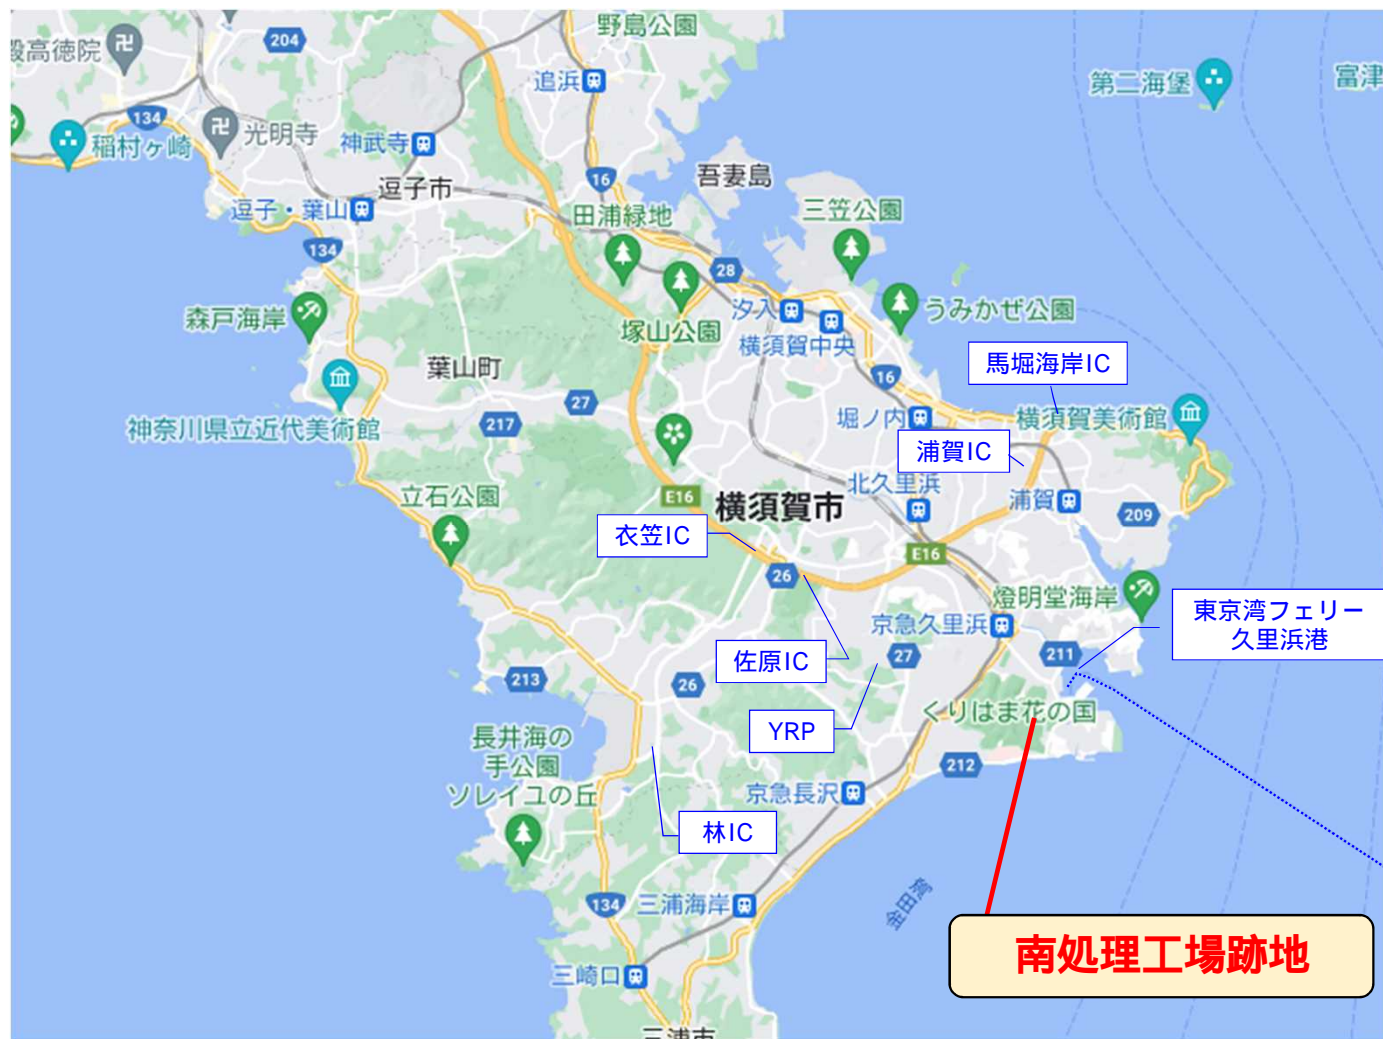 野島公園
204
殿高徳院
追浜
第二海堡
富津
134
光明寺
稲村ヶ崎
神武寺
16
吾妻島
逗子市
逗子・葉山
田浦緑地
三笠公園
134
28
森戸海岸
汐入
うみかぜ公園
塚山公園
横須賀中央
馬堀海岸IC
葉山町
16
27
217
堀ノ内
横須賀美術館
神奈川県立近代美術館
浦賀IC
北久里浜
立石公園
E16
横須賀市
浦賀
209
衣笠IC
E16
26
燈明堂海岸
東京湾フェリー
久里浜港
京急久里浜
佐原IC
27
211
213
26
くりはま花の国
YRP
長井海の
手公園
ソレイユの丘
212
京急長沢
林IC
134
三浦海岸
金田湾
南処理工場跡地
三崎口
三浦市